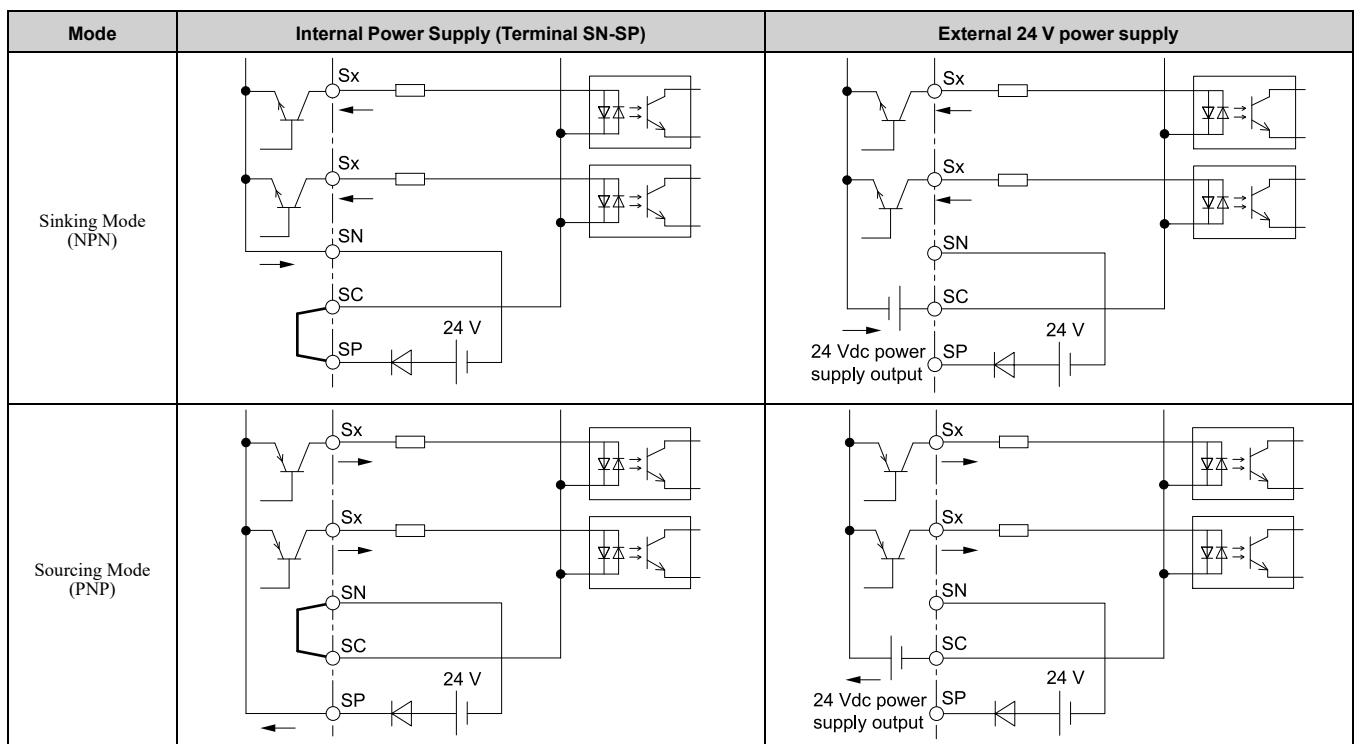 Mode
Internal Power Supply (Terminal SN-SP)
External 24 V power supply
Sinking Mode
(NPN)
Sx
Sx
SN
SC
24 V
SP
Sx
Sx
SN
SC
24 V
24 Vdc power
supply output
SP
Sourcing Mode
(PNP)
Sx
Sx
SN
SC
24 V
SP
Sx
Sx
SN
SC
24 V
24 Vdc power
supply output
SP